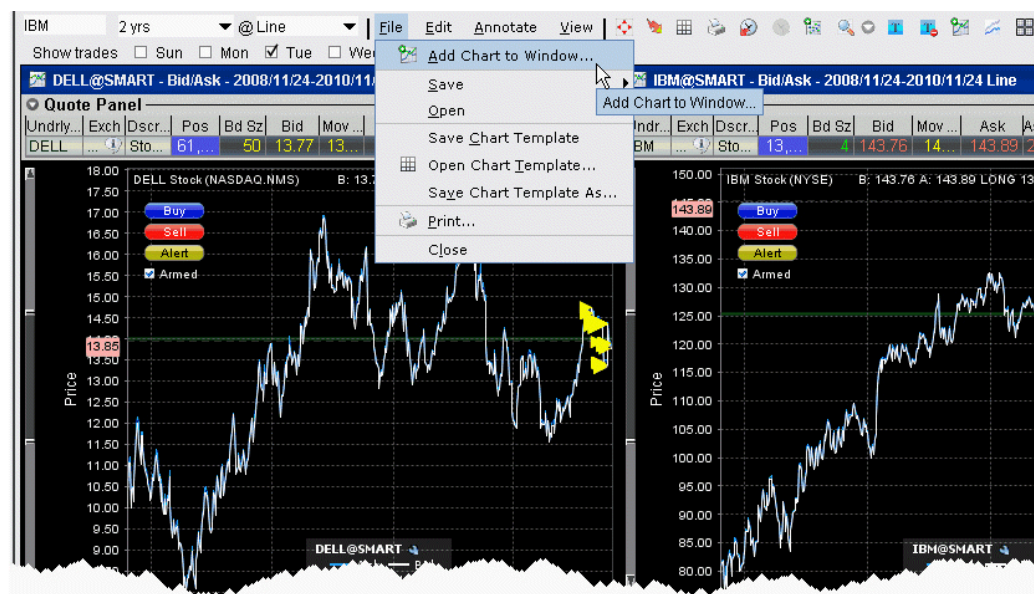 IBM 2 yrs @ Line File Edit Annotate View
Show trades Sun Mon Tue We
Add Chart to Window...
Save
Open
Save Chart Template
Open Chart Template...
Save Chart Template As...
Print...
Close
Add Chart to Window...
DELL@SMART - Bid/Ask - 2008/11/24-2010/11/
Quote Panel
Undrly... Exch Dscr... Pos Bd Sz Bid Mov ...
DELL ... Sto... 61,... 50 13.77 13...
18.00
17.50
17.00
16.50
16.00
15.50
15.00
14.50
13.85
13.50
13.00
12.50
12.00
11.50
11.00
10.50
10.00
9.50
9.00
Price
DELL Stock (NASDAQ.NMS) B: 13.7
Buy
Sell
Alert
Armed
DELL@SMART
IBM@SMART - Bid/Ask - 2008/11/24-2010/11/24 Line
Undr... Exch Dscr... Pos Bd Sz Bid Mov ... Ask
IBM ... Sto... 13,... 4 143.76 14... 143.89
150.00
143.89
140.00
135.00
130.00
125.00
120.00
115.00
110.00
105.00
100.00
95.00
90.00
85.00
80.00
Price
IBM Stock (NYSE) B: 143.76 A: 143.89 LONG 13
Buy
Sell
Alert
Armed
IBM@SMART